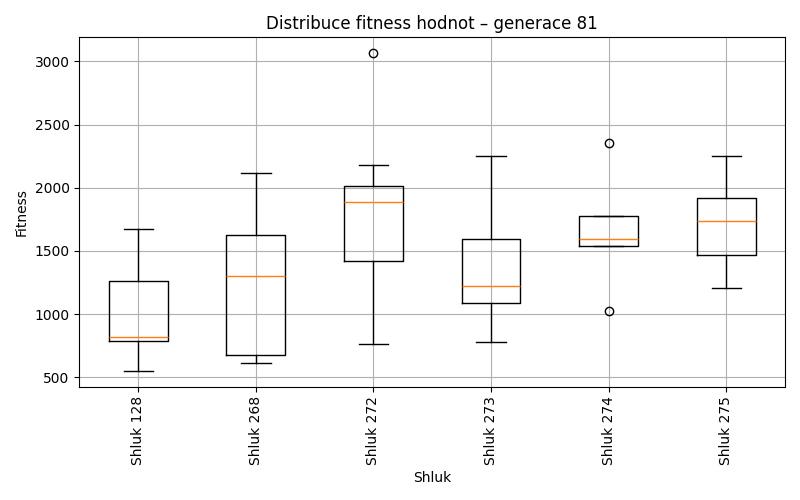 Distribuce fitness hodnot – generace 81
Fitness
3000
2500
2000
1500
1000
500
Shluk 128
Shluk 268
Shluk 272
Shluk 273
Shluk 274
Shluk 275
Shluk